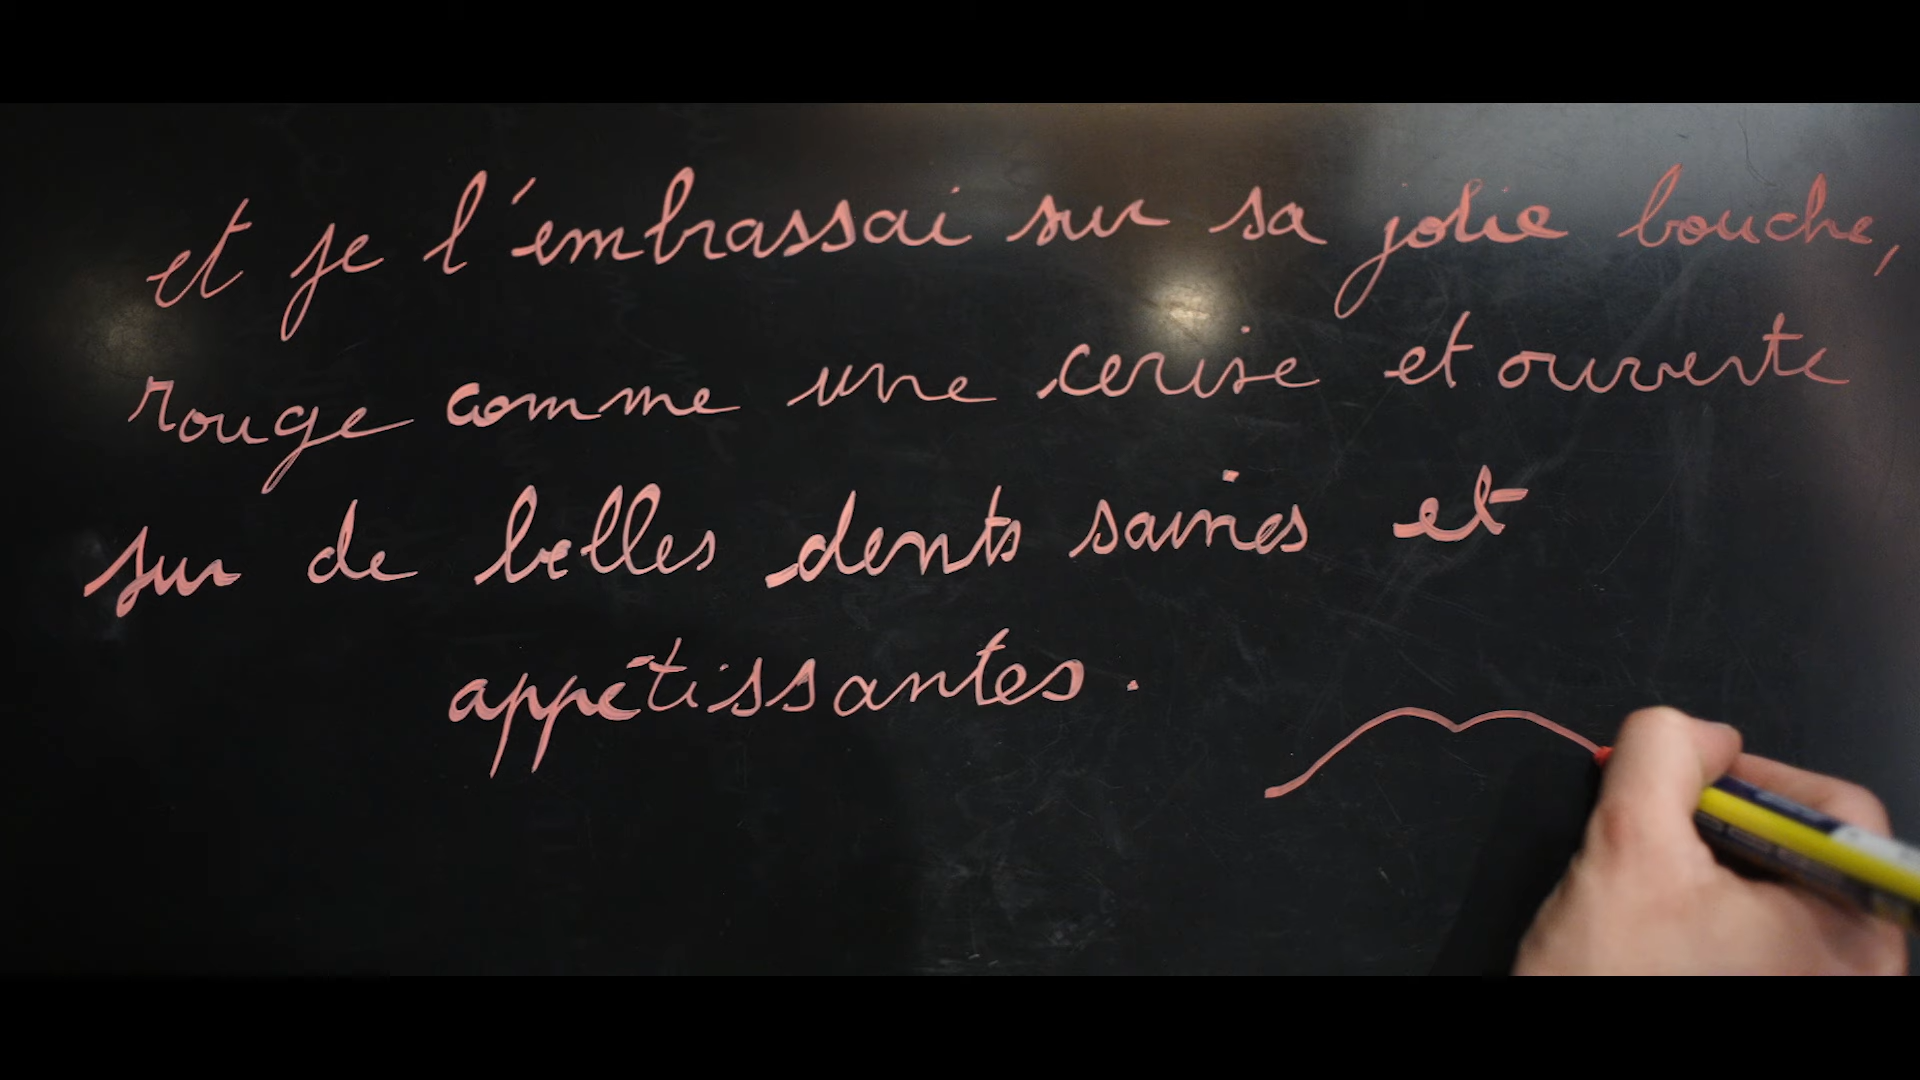 et je l'embrassai sur sa jolie bouche,
rouge comme une cerise et ouverte
sur de belles dents saines et
appétissantes.